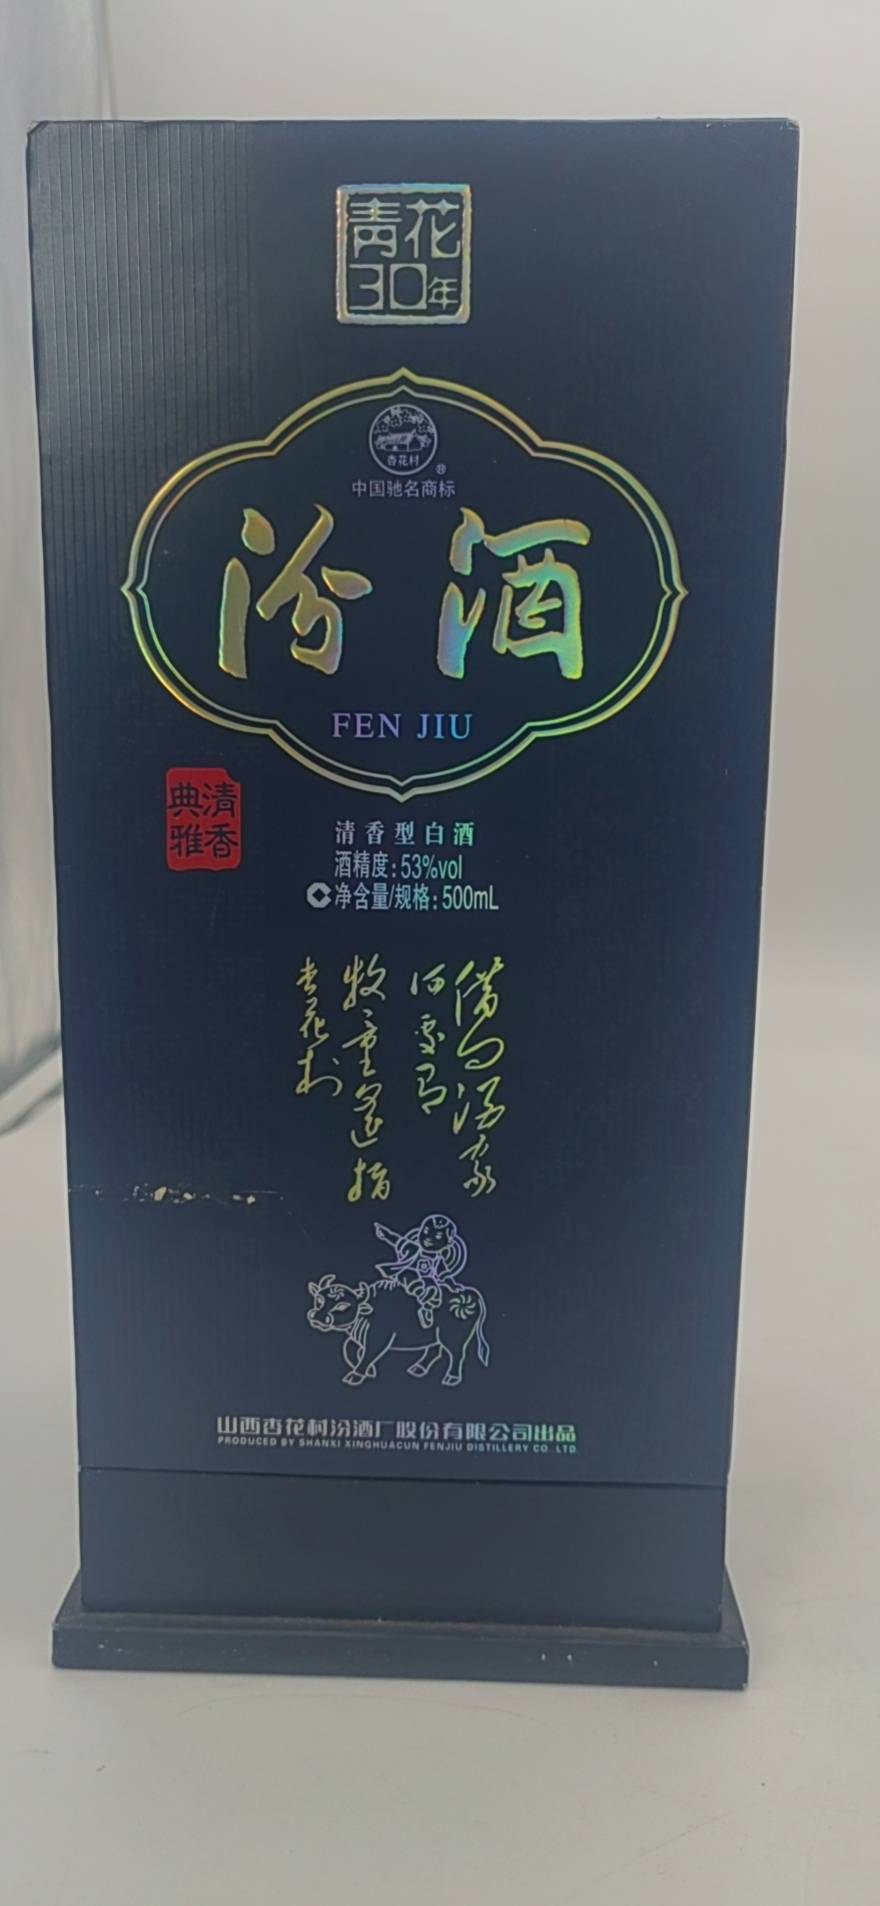 青花
30年
杏花村
®
中国驰名商标
汾酒
FEN JIU
清香
典雅
清香型白酒
酒精度:53%vol
净含量/规格:500mL
借问酒家
何处有
牧童遥指
杏花村
山西杏花村汾酒厂股份有限公司出品
PRODUCED BY SHANXI XINGHUACUN FENJIU DISTILLERY CO.,LTD